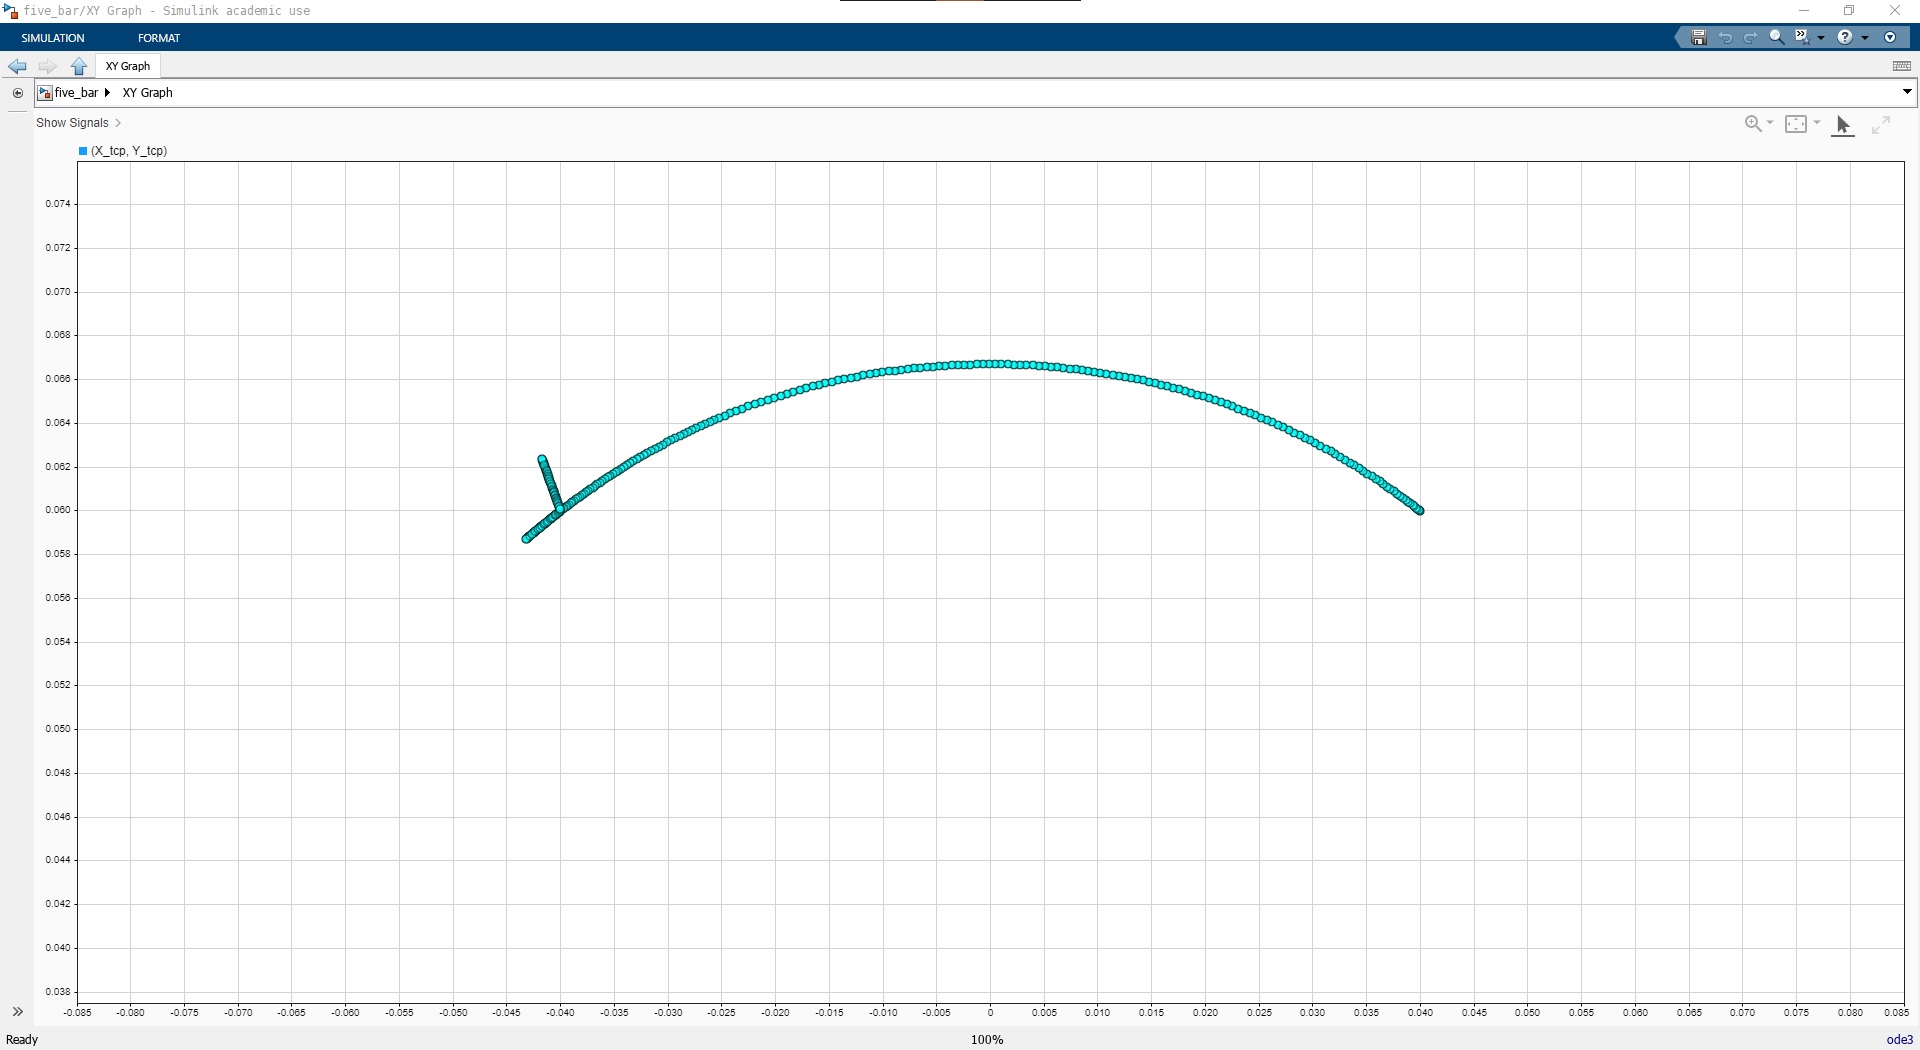 five_bar/XY Graph - Simulink academic use
SIMULATION FORMAT
XY Graph
five_bar XY Graph
Show Signals
(X_tcp, Y_tcp)
0.074
0.072
0.070
0.068
0.066
0.064
0.062
0.060
0.058
0.056
0.054
0.052
0.050
0.048
0.046
0.044
0.042
0.040
0.038
-0.085 -0.080 -0.075 -0.070 -0.065 -0.060 -0.055 -0.050 -0.045 -0.040 -0.035 -0.030 -0.025 -0.020 -0.015 -0.010 -0.005 0 0.005 0.010 0.015 0.020 0.025 0.030 0.035 0.040 0.045 0.050 0.055 0.060 0.065 0.070 0.075 0.080 0.085
Ready 100% ode3